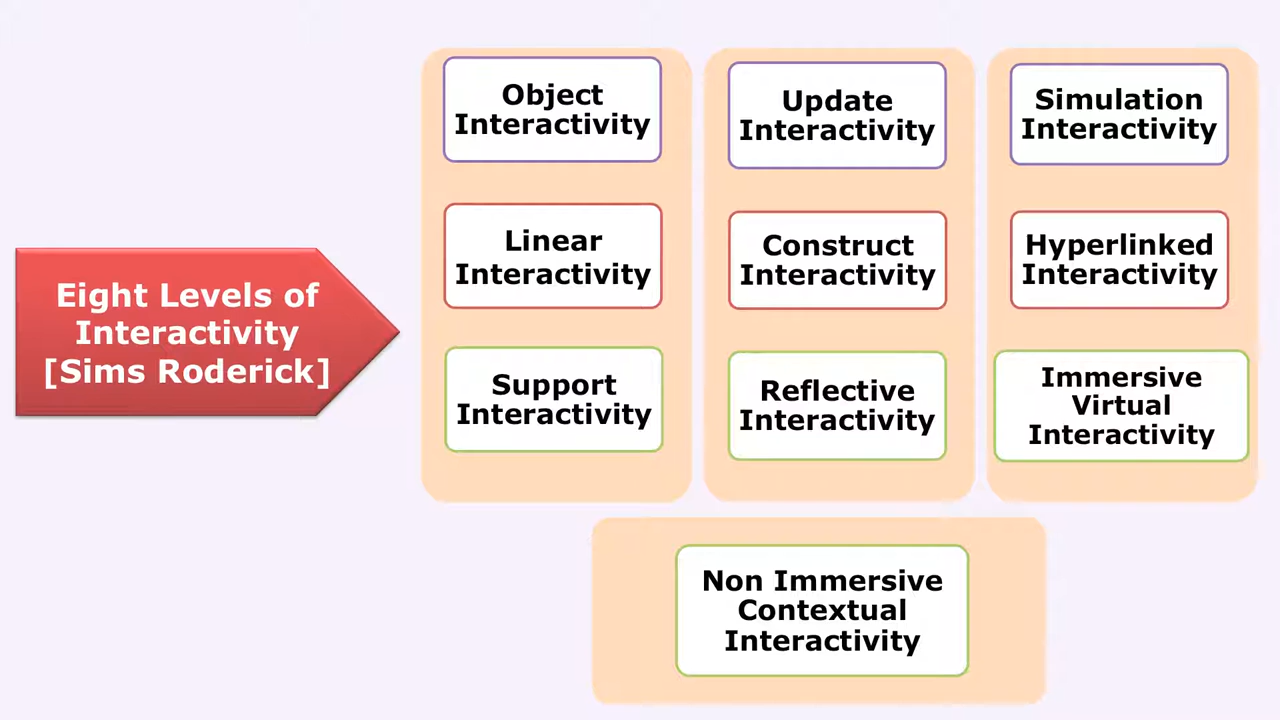 Eight Levels of
Interactivity
[Sims Roderick]
Object
Interactivity
Linear
Interactivity
Support
Interactivity
Update
Interactivity
Construct
Interactivity
Reflective
Interactivity
Simulation
Interactivity
Hyperlinked
Interactivity
Immersive
Virtual
Interactivity
Non Immersive
Contextual
Interactivity